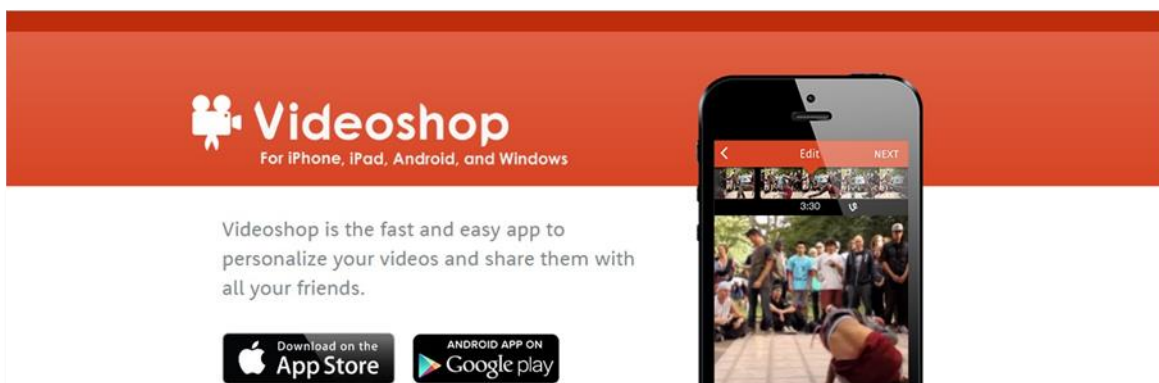 Videoshop
For iPhone, iPad, Android, and Windows
Videoshop is the fast and easy app to
personalize your videos and share them with
all your friends.
Download on the
App Store
ANDROID APP ON
Google play
Edit
NEXT
3:30